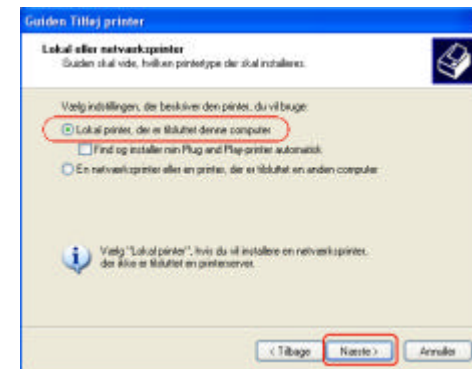 Guiden Tilføj printer
Lokal eller netværksprinter
Guiden skal vide, hvilken printertype der skal installeres.
Vælg indstillingen, der beskriver den printer, du vil bruge:
Lokal printer, der er tilsluttet denne computer
Find og installer min Plug and Play-printer automatisk
En netværksprinter eller en printer, der er tilsluttet en anden computer
Vælg "Lokal printer", hvis du vil installere en netværksprinter,
der ikke er tilsluttet en printerserver.
< Tilbage
Næste >
Annuller